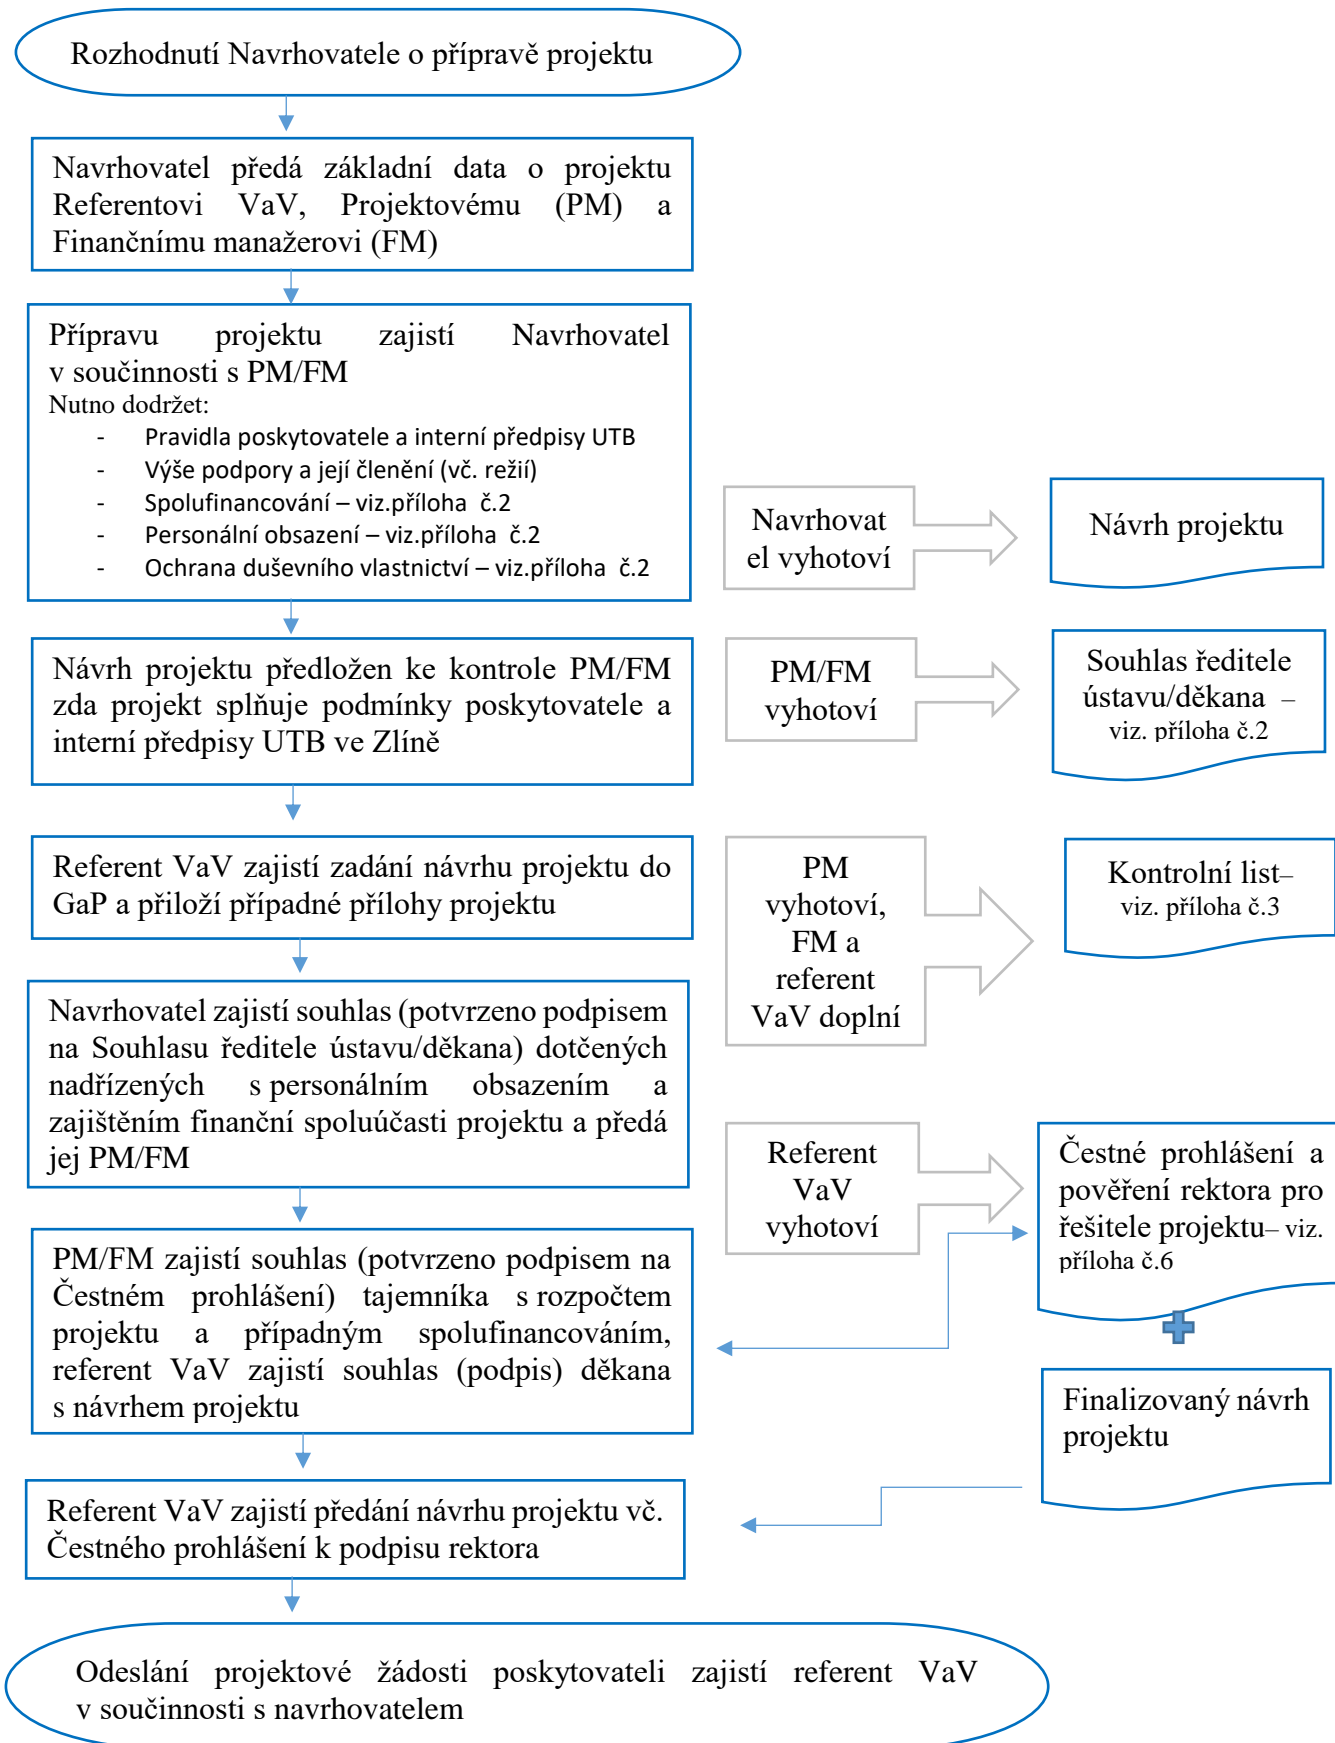 Rozhodnutí Navrhovatele o přípravě projektu
Navrhovatel předá základní data o projektu
Referentovi VaV, Projektovému (PM) a
Finančnímu manažerovi (FM)
Přípravu projektu zajistí Navrhovatel
v součinnosti s PM/FM
Nutno dodržet:
- Pravidla poskytovatele a interní předpisy UTB
- Výše podpory a její členění (vč. režií)
- Spolufinancování – viz.příloha č.2
- Personální obsazení – viz.příloha č.2
- Ochrana duševního vlastnictví – viz.příloha č.2
Navrhovat
el vyhotoví
Návrh projektu
Návrh projektu předložen ke kontrole PM/FM
zda projekt splňuje podmínky poskytovatele a
interní předpisy UTB ve Zlíně
PM/FM
vyhotoví
Souhlas ředitele
ústavu/děkana –
viz. příloha č.2
Referent VaV zajistí zadání návrhu projektu do
GaP a přiloží případné přílohy projektu
PM
vyhotoví,
FM a
referent
VaV doplní
Kontrolní list–
viz. příloha č.3
Navrhovatel zajistí souhlas (potvrzeno podpisem
na Souhlasu ředitele ústavu/děkana) dotčených
nadřízených s personálním obsazením a
zajištěním finanční spoluúčasti projektu a předá
jej PM/FM
Referent
VaV
vyhotoví
Čestné prohlášení a
pověření rektora pro
řešitele projektu– viz.
příloha č.6
PM/FM zajistí souhlas (potvrzeno podpisem na
Čestném prohlášení) tajemníka s rozpočtem
projektu a případným spolufinancováním,
referent VaV zajistí souhlas (podpis) děkana
s návrhem projektu
Finalizovaný návrh
projektu
Referent VaV zajistí předání návrhu projektu vč.
Čestného prohlášení k podpisu rektora
Odeslání projektové žádosti poskytovateli zajistí referent VaV
v součinnosti s navrhovatelem